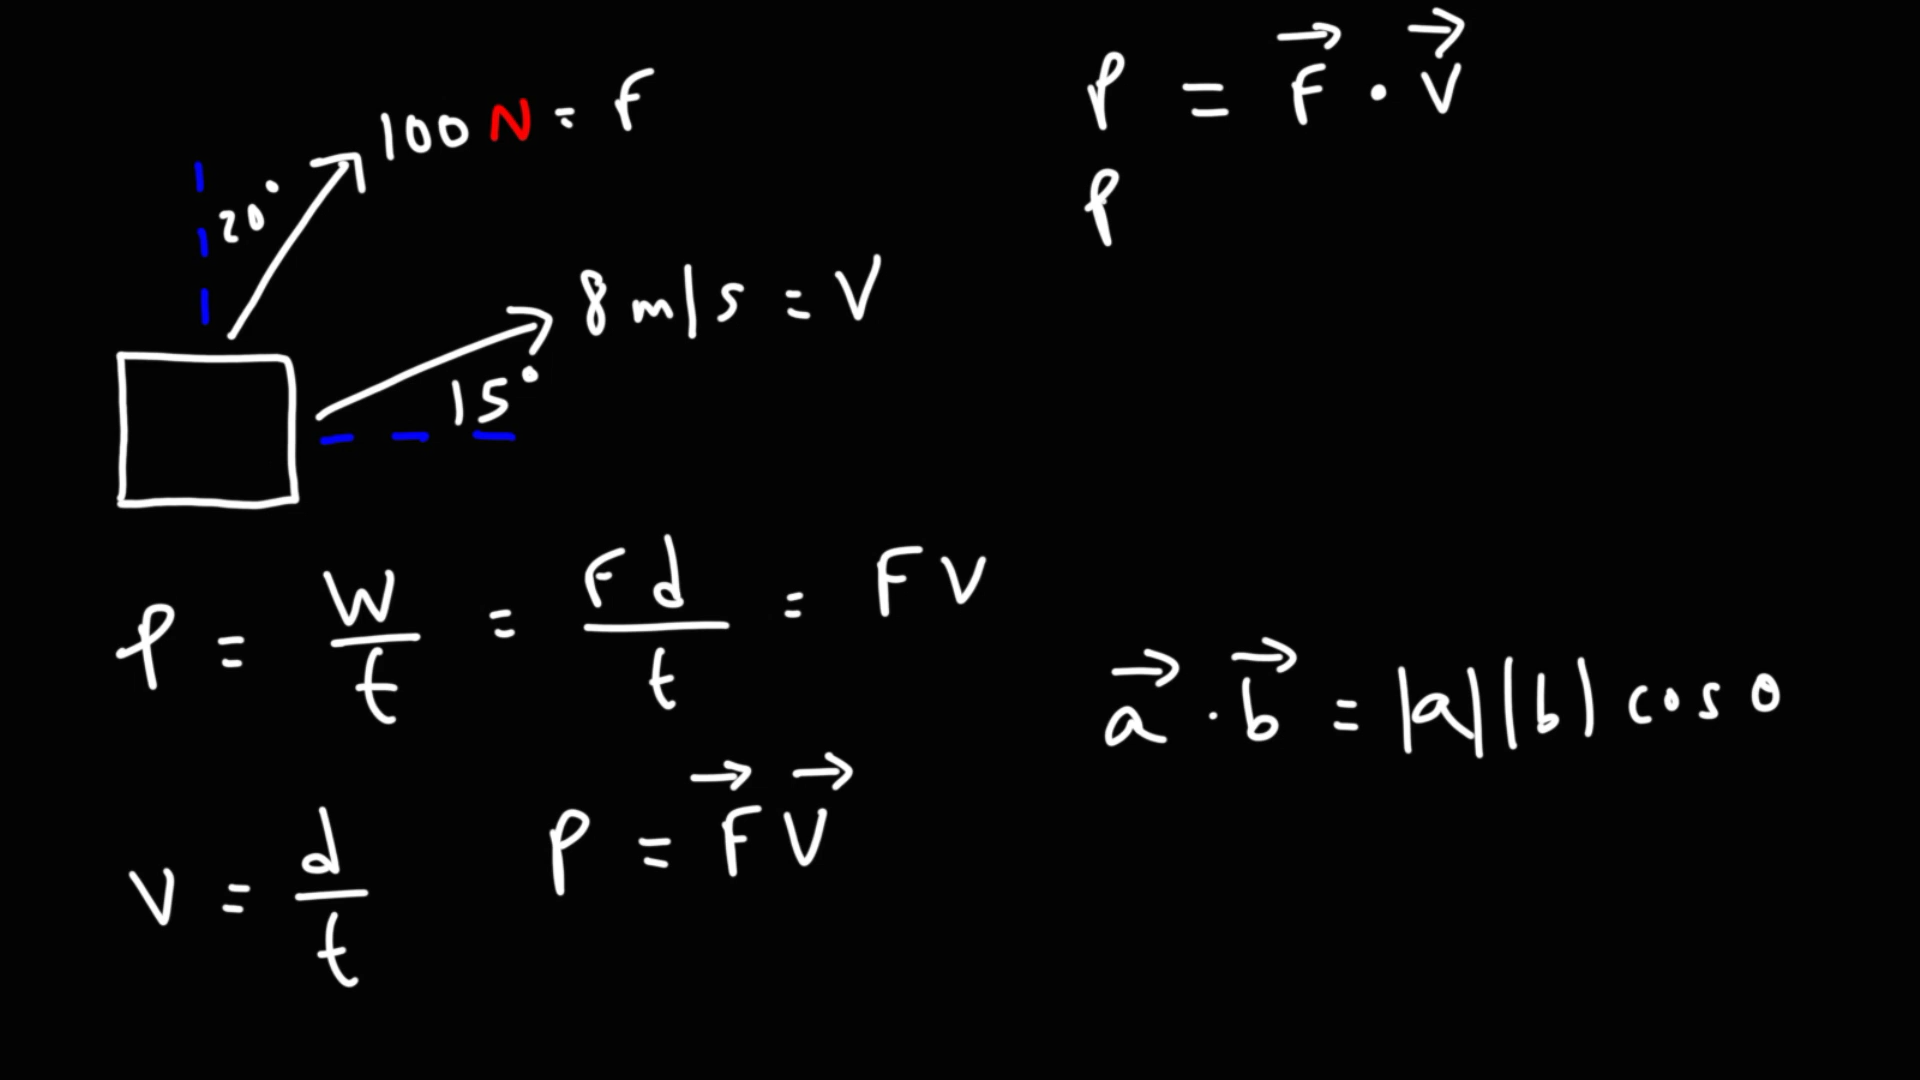 100 N = F
20°
8 m/s = V
15°
P = F⃗ · V⃗
P
P = W/t = Fd/t = FV
a⃗ · b⃗ = |a||b| cos θ
V = d/t
P = F⃗ V⃗